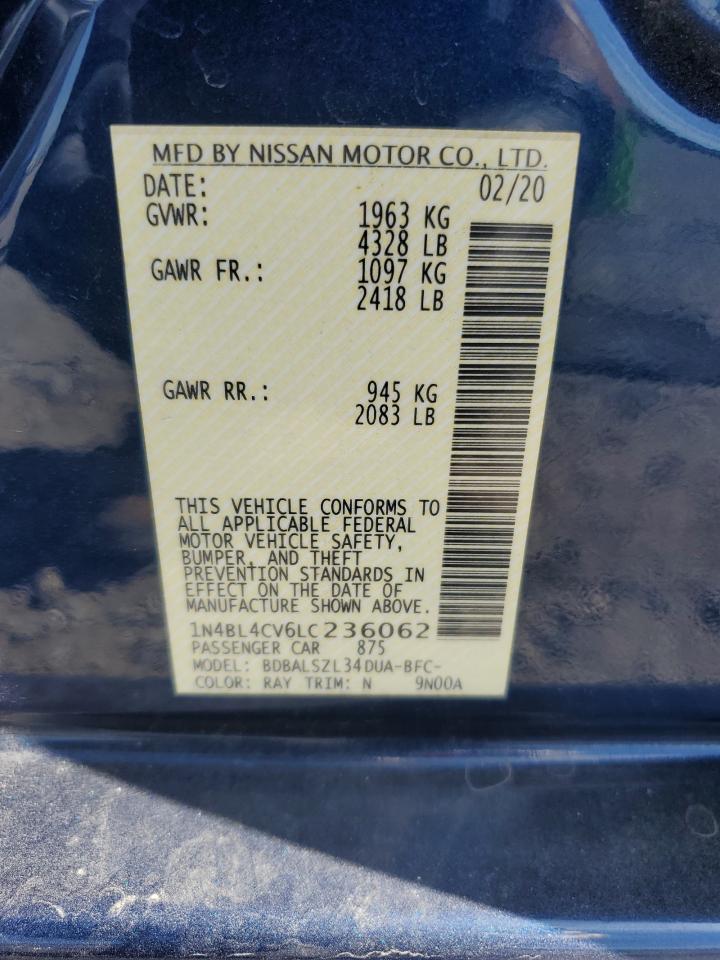 MFD BY NISSAN MOTOR CO., LTD.
DATE: 02/20
GVWR: 1963 KG
4328 LB
GAWR FR.: 1097 KG
2418 LB
GAWR RR.: 945 KG
2083 LB
THIS VEHICLE CONFORMS TO
ALL APPLICABLE FEDERAL
MOTOR VEHICLE SAFETY,
BUMPER, AND THEFT
PREVENTION STANDARDS IN
EFFECT ON THE DATE OF
MANUFACTURE SHOWN ABOVE.
1N4BL4CV6LC236062
PASSENGER CAR 875
MODEL: BDBALSZL34DUA-BFC-
COLOR: RAY TRIM: N 9N00A